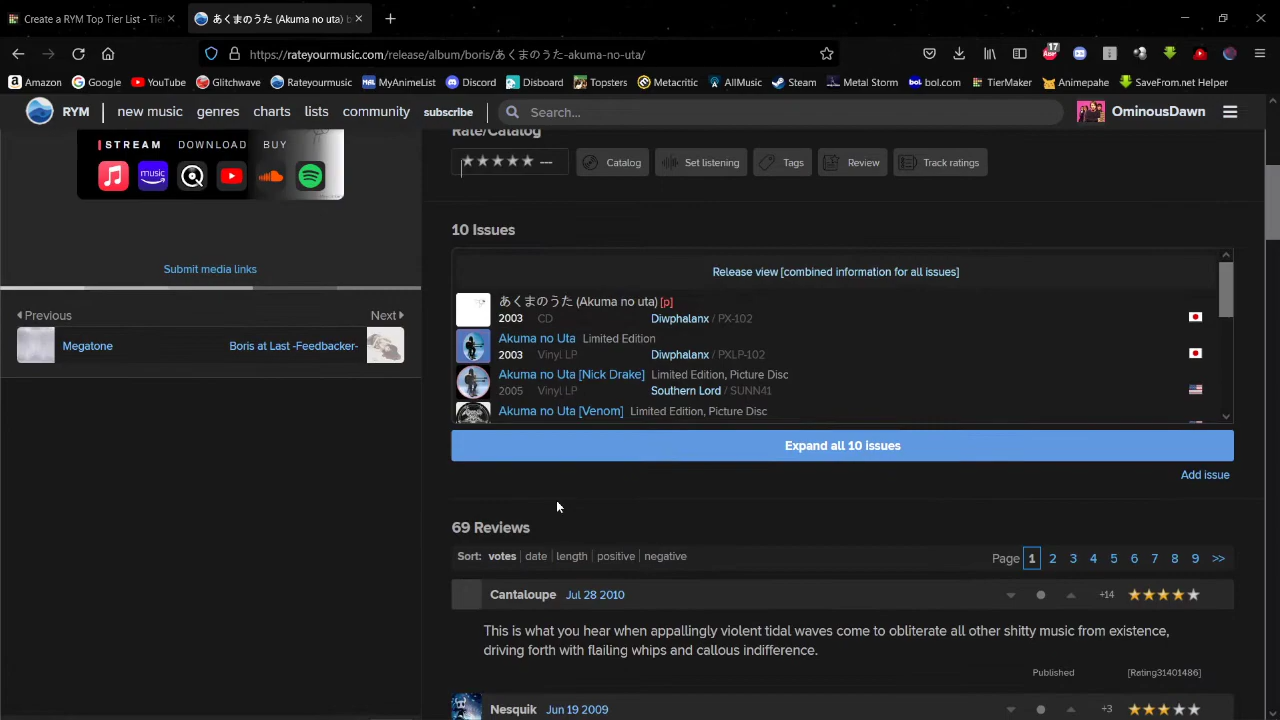 Create a RYM Top Tier List - Tie
あくまのうた (Akuma no uta) b
https://rateyourmusic.com/release/album/boris/あくまのうた-akuma-no-uta/
17
Amazon Google YouTube Glitchwave Rateyourmusic MyAnimeList Discord Disboard Topsters Metacritic AllMusic Steam Metal Storm bol.com TierMaker Animepahe SaveFrom.net Helper
RYM new music genres charts lists community subscribe Search... OminousDawn
STREAM DOWNLOAD BUY
music
Submit media links
Previous Next
Megatone Boris at Last -Feedbacker-
Rate/Catalog
--- Catalog Set listening Tags Review Track ratings
10 Issues
Release view [combined information for all issues]
あくまのうた (Akuma no uta) [p]
2003 CD Diwphalanx / PX-102
Akuma no Uta Limited Edition
2003 Vinyl LP Diwphalanx / PXLP-102
Akuma no Uta [Nick Drake] Limited Edition, Picture Disc
2005 Vinyl LP Southern Lord / SUNN41
Akuma no Uta [Venom] Limited Edition, Picture Disc
Expand all 10 issues
Add issue
69 Reviews
Sort: votes | date | length | positive | negative
Page 1 2 3 4 5 6 7 8 9 >>
Cantaloupe Jul 28 2010 +14
This is what you hear when appallingly violent tidal waves come to obliterate all other shitty music from existence,
driving forth with flailing whips and callous indifference.
Published [Rating31401486]
Nesquik Jun 19 2009 +3